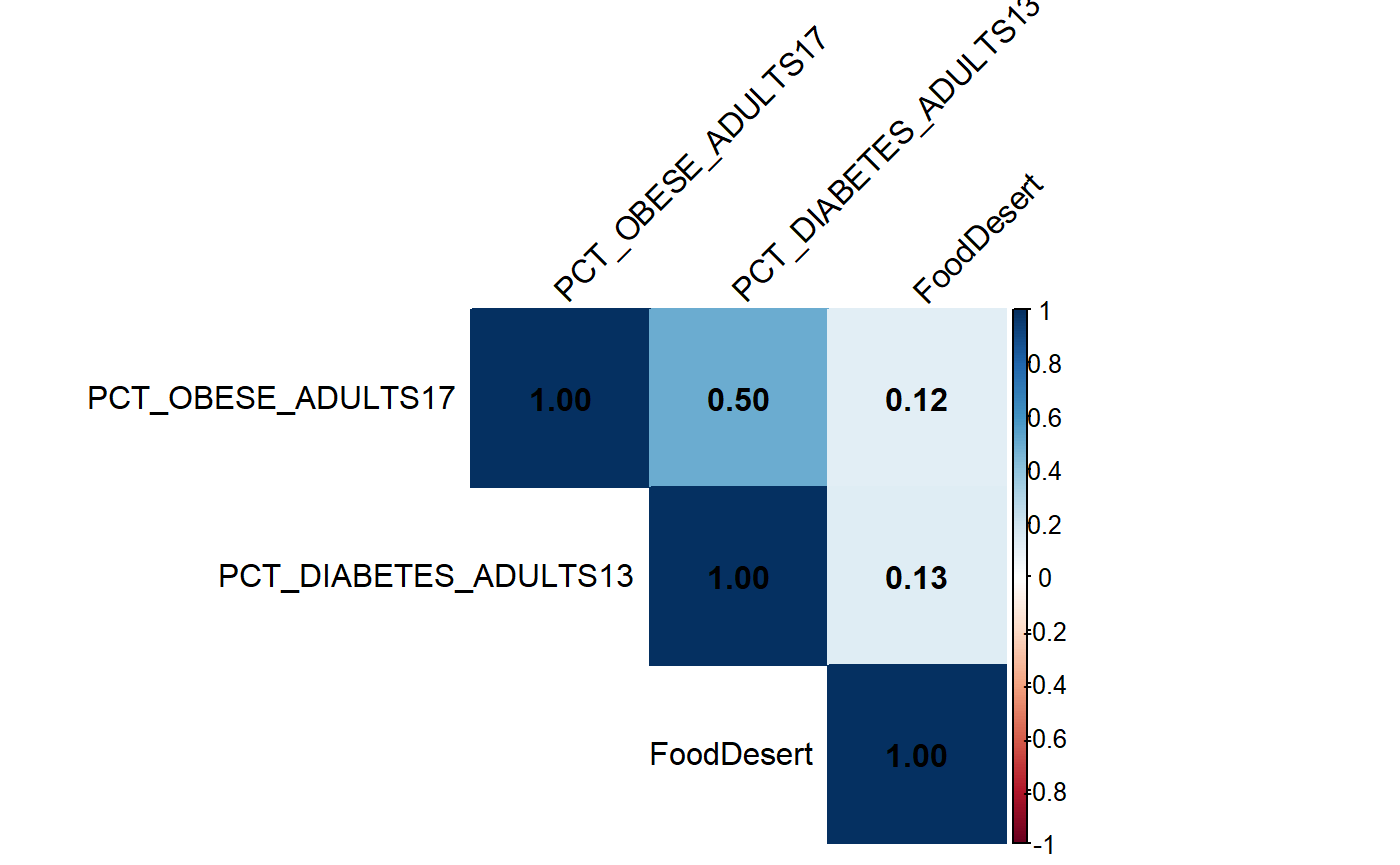 PCT_OBESE_ADULTS17
PCT_DIABETES_ADULTS13
FoodDesert
PCT_OBESE_ADULTS17 1.00 0.50 0.12
PCT_DIABETES_ADULTS13 1.00 0.13
FoodDesert 1.00
1
0.8
0.6
0.4
0.2
0
-0.2
-0.4
-0.6
-0.8
-1